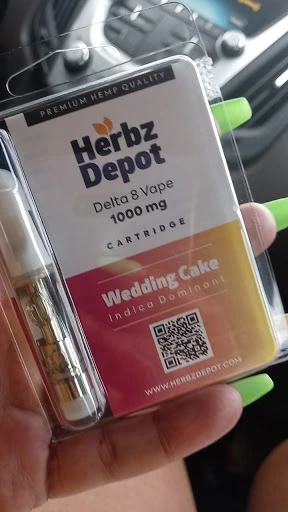 PREMIUM HEMP QUALITY
Herbz
Depot
Delta 8 Vape
1000 mg
CARTRIDGE
Wedding Cake
Indica Dominant
WWW.HERBZDEPOT.COM